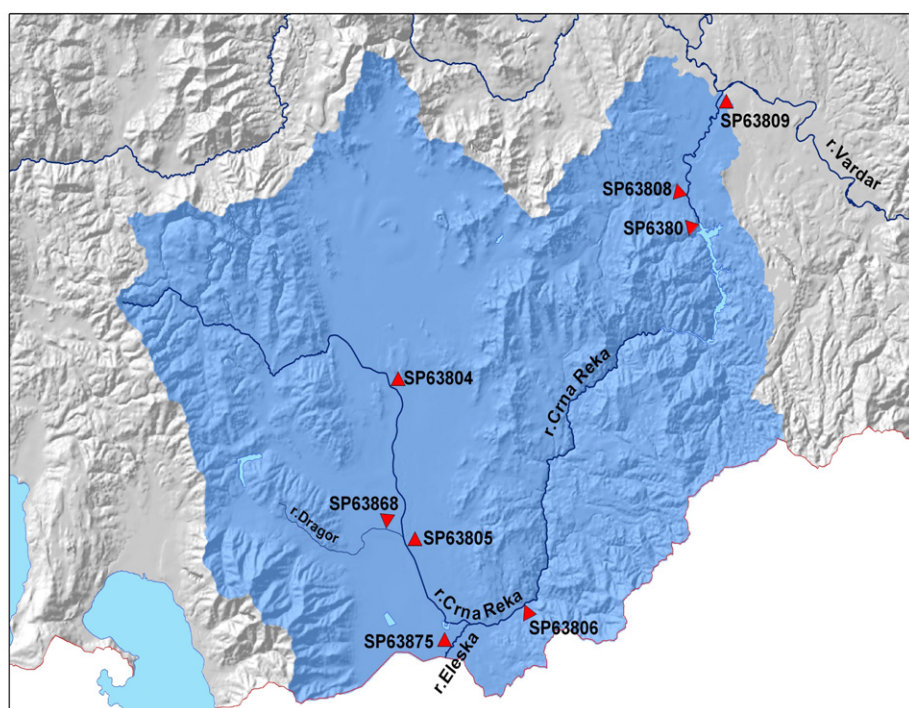 SP63809
r.Vardar
SP63808
SP6380
r.Crna Reka
SP63804
SP63868
r.Dragor
SP63805
r.Crna Reka
SP63806
SP63875
r.Eleska